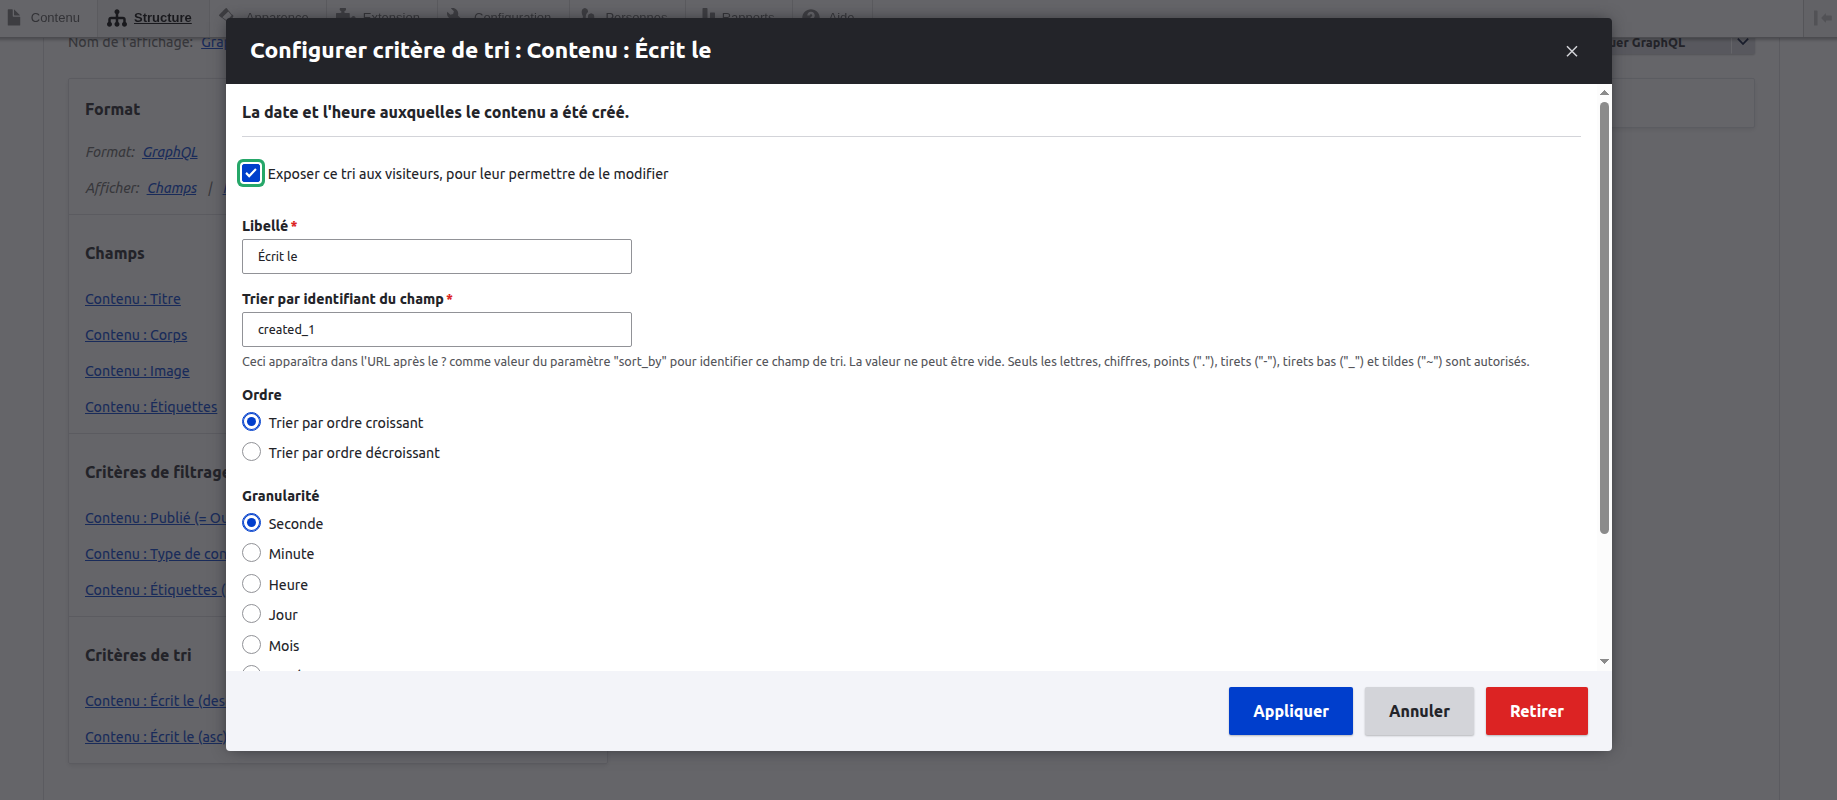 Contenu Structure Apparence Extension Configuration Personnes Rapports Aide
Nom de l'affichage:
GraphQL
Configurer critère de tri : Contenu : Écrit le
La date et l'heure auxquelles le contenu a été créé.
Exposer ce tri aux visiteurs, pour leur permettre de le modifier
Libellé *
Écrit le
Trier par identifiant du champ *
created_1
Ceci apparaîtra dans l'URL après le ? comme valeur du paramètre "sort_by" pour identifier ce champ de tri. La valeur ne peut être vide. Seuls les lettres, chiffres, points ("."), tirets ("-"), tirets bas ("_") et tildes ("~") sont autorisés.
Ordre
Trier par ordre croissant
Trier par ordre décroissant
Granularité
Seconde
Minute
Heure
Jour
Mois
Appliquer Annuler Retirer
Format
Format: GraphQL
Afficher: Champs |
Champs
Contenu : Titre
Contenu : Corps
Contenu : Image
Contenu : Étiquettes
Critères de filtrage
Contenu : Publié (=
Contenu : Type de
Contenu : Étiquettes (
Critères de tri
Contenu : Écrit le (des
Contenu : Écrit le (asc)